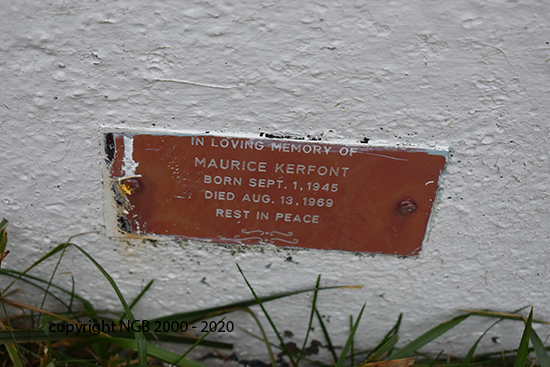 IN LOVING MEMORY OF
MAURICE KERFONT
BORN SEPT. 1, 1945
DIED AUG. 13, 1969
REST IN PEACE
copyright NGB 2000 - 2020